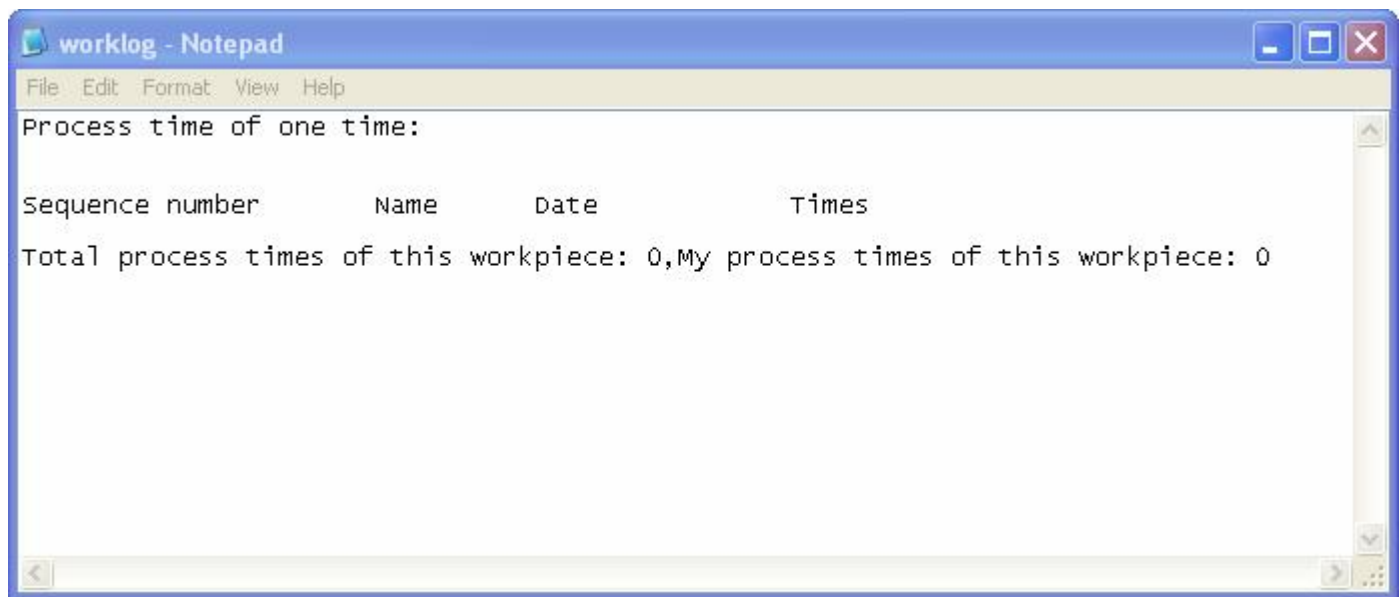 worklog - Notepad
File Edit Format View Help
Process time of one time:
Sequence number Name Date Times
Total process times of this workpiece: 0,My process times of this workpiece: 0